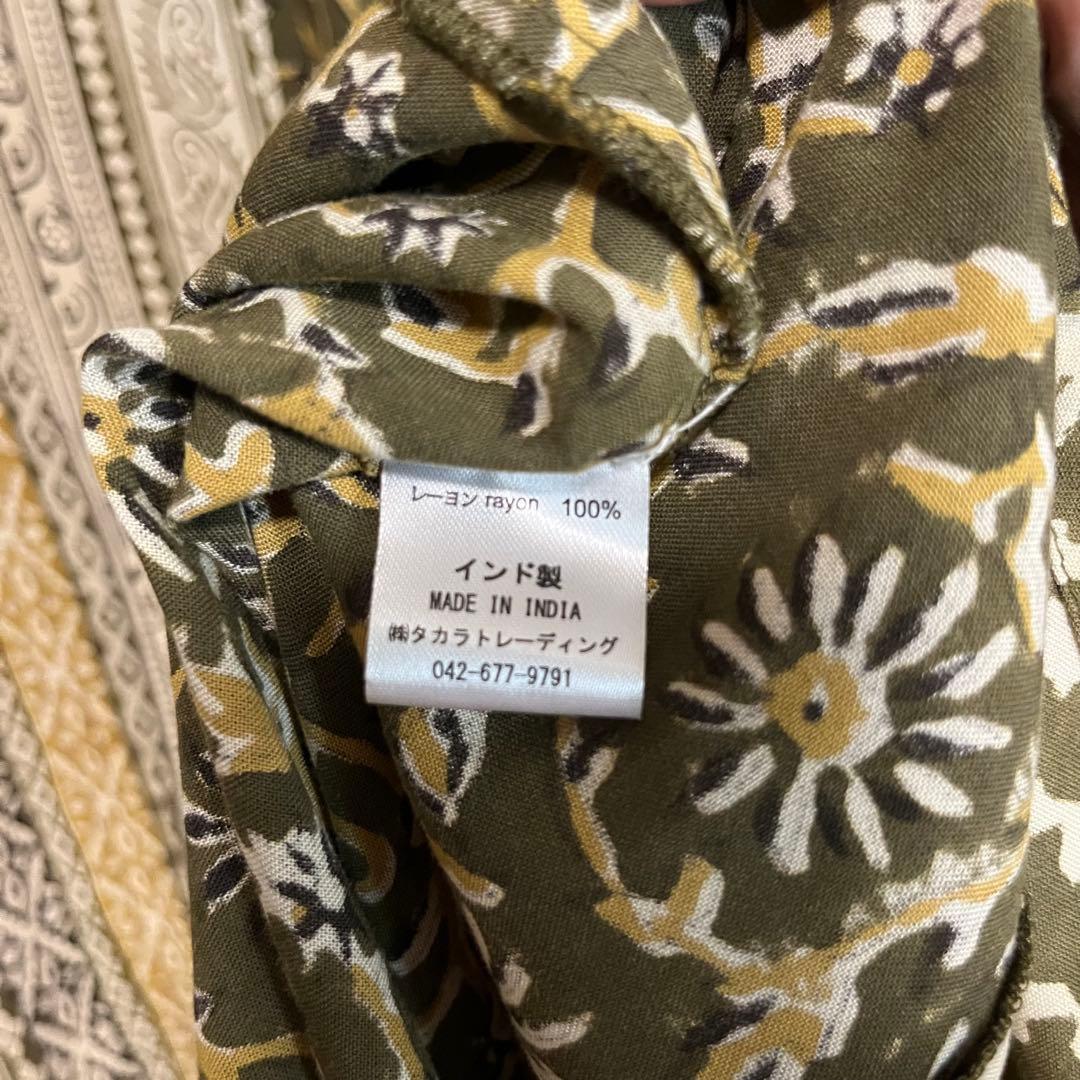 レーヨン rayon 100%
インド製
MADE IN INDIA
㈱タカラトレーディング
042-677-9791